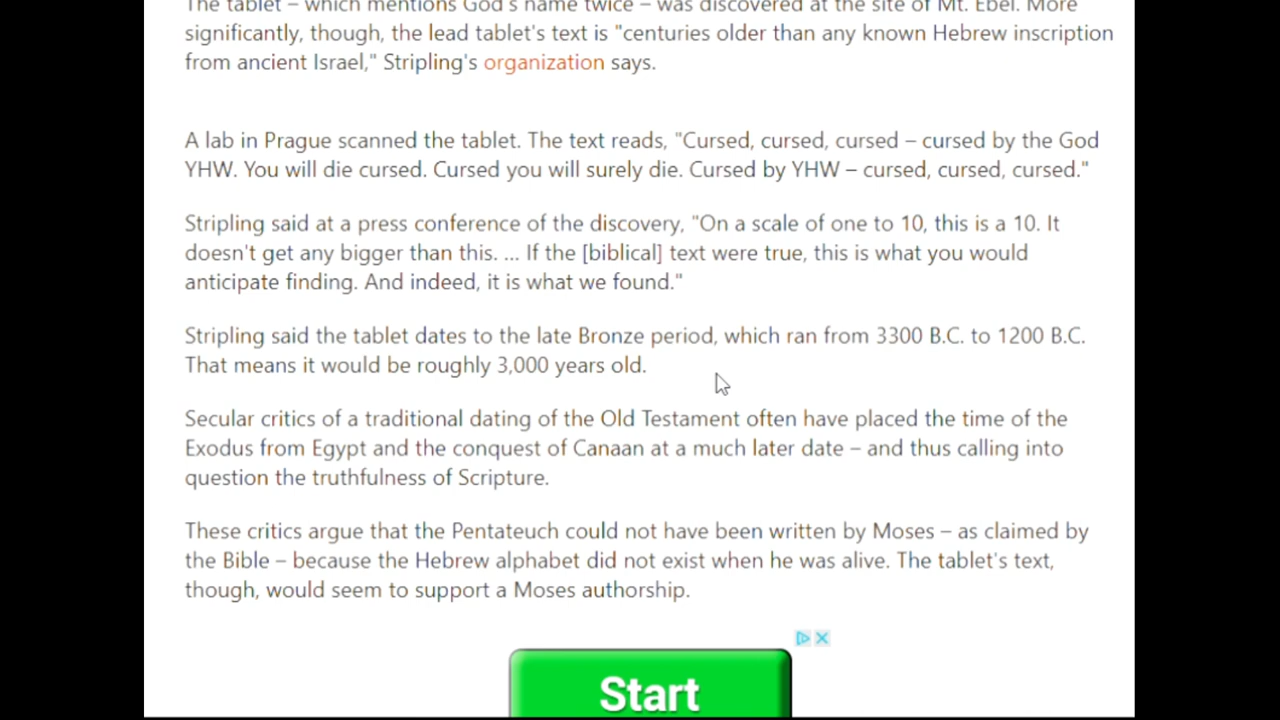 The tablet – which mentions God's name twice – was discovered at the site of Mt. Ebel. More
significantly, though, the lead tablet's text is "centuries older than any known Hebrew inscription
from ancient Israel," Stripling's organization says.
A lab in Prague scanned the tablet. The text reads, "Cursed, cursed, cursed – cursed by the God
YHW. You will die cursed. Cursed you will surely die. Cursed by YHW – cursed, cursed, cursed."
Stripling said at a press conference of the discovery, "On a scale of one to 10, this is a 10. It
doesn't get any bigger than this. ... If the [biblical] text were true, this is what you would
anticipate finding. And indeed, it is what we found."
Stripling said the tablet dates to the late Bronze period, which ran from 3300 B.C. to 1200 B.C.
That means it would be roughly 3,000 years old.
Secular critics of a traditional dating of the Old Testament often have placed the time of the
Exodus from Egypt and the conquest of Canaan at a much later date – and thus calling into
question the truthfulness of Scripture.
These critics argue that the Pentateuch could not have been written by Moses – as claimed by
the Bible – because the Hebrew alphabet did not exist when he was alive. The tablet's text,
though, would seem to support a Moses authorship.
Start